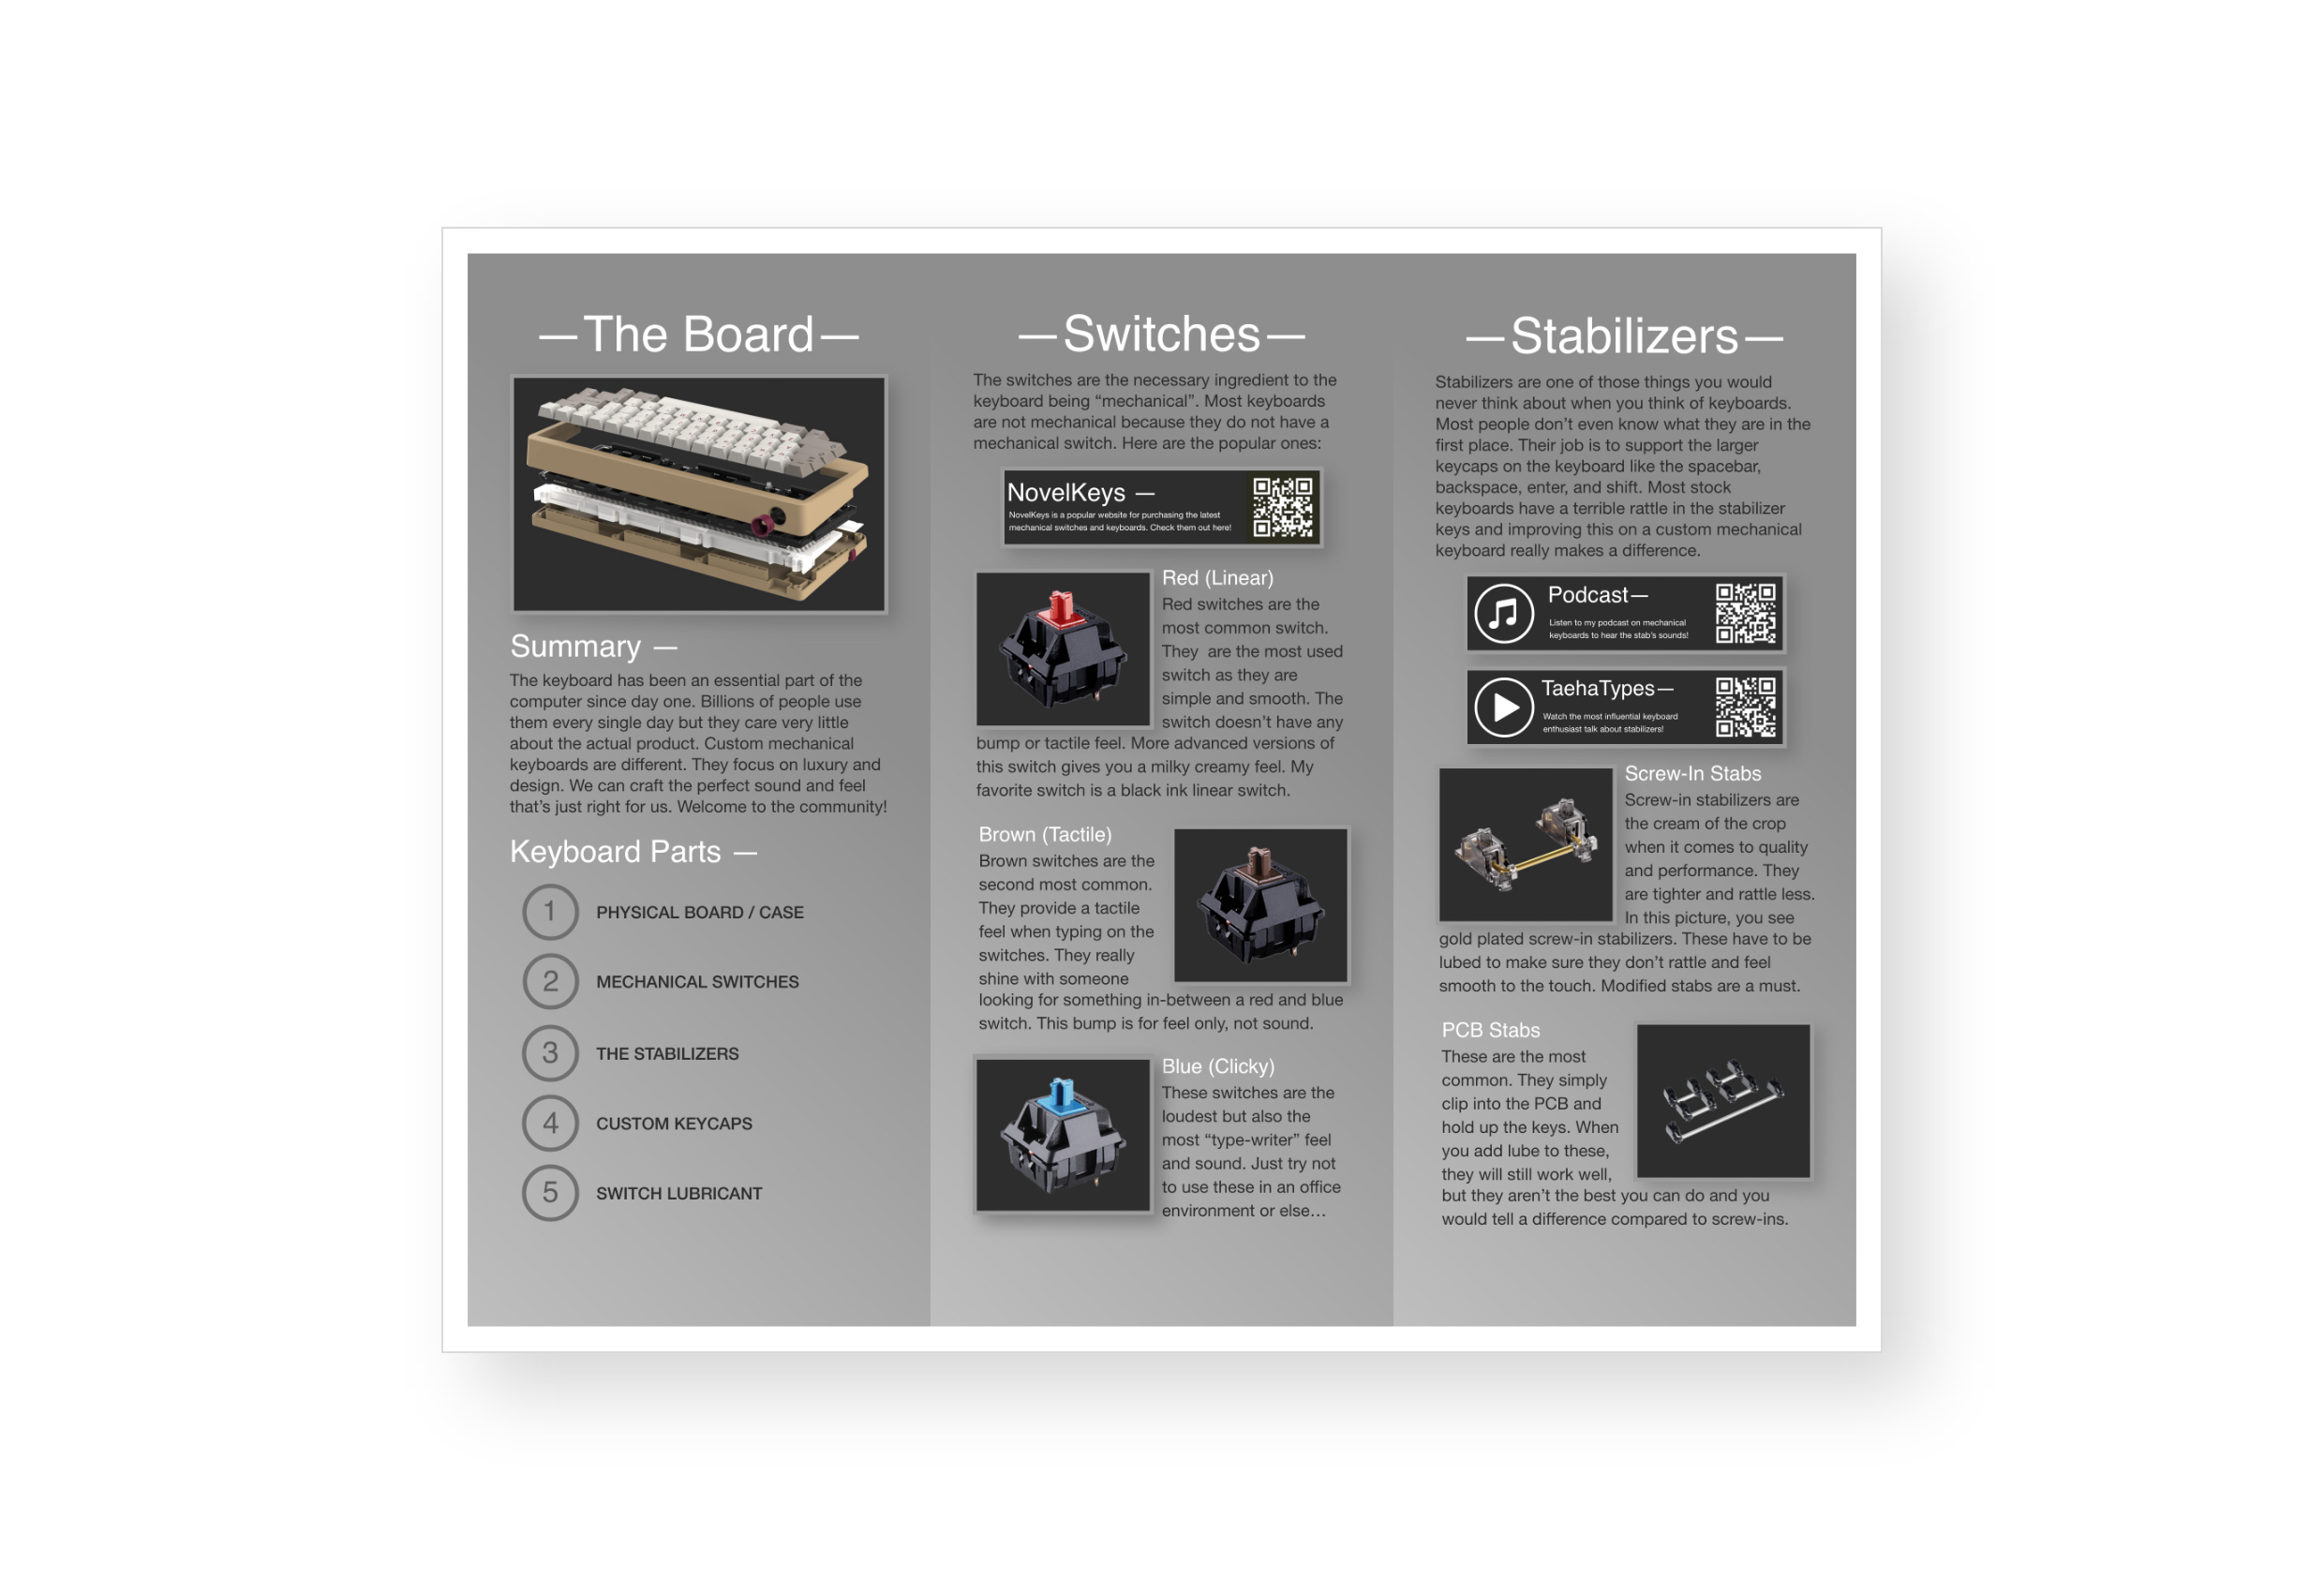 —The Board—
Summary —
The keyboard has been an essential part of the
computer since day one. Billions of people use
them every single day but they care very little
about the actual product. Custom mechanical
keyboards are different. They focus on luxury and
design. We can craft the perfect sound and feel
that’s just right for us. Welcome to the community!
Keyboard Parts —
1 PHYSICAL BOARD / CASE
2 MECHANICAL SWITCHES
3 THE STABILIZERS
4 CUSTOM KEYCAPS
5 SWITCH LUBRICANT
—Switches—
The switches are the necessary ingredient to the
keyboard being “mechanical”. Most keyboards
are not mechanical because they do not have a
mechanical switch. Here are the popular ones:
NovelKeys —
NovelKeys is a popular website for purchasing the latest
mechanical switches and keyboards. Check them out here!
Red (Linear)
Red switches are the
most common switch.
They  are the most used
switch as they are
simple and smooth. The
switch doesn’t have any
bump or tactile feel. More advanced versions of
this switch gives you a milky creamy feel. My
favorite switch is a black ink linear switch.
Brown (Tactile)
Brown switches are the
second most common.
They provide a tactile
feel when typing on the
switches. They really
shine with someone
looking for something in-between a red and blue
switch. This bump is for feel only, not sound.
Blue (Clicky)
These switches are the
loudest but also the
most “type-writer” feel
and sound. Just try not
to use these in an office
environment or else…
—Stabilizers—
Stabilizers are one of those things you would
never think about when you think of keyboards.
Most people don’t even know what they are in the
first place. Their job is to support the larger
keycaps on the keyboard like the spacebar,
backspace, enter, and shift. Most stock
keyboards have a terrible rattle in the stabilizer
keys and improving this on a custom mechanical
keyboard really makes a difference.
Podcast—
Listen to my podcast on mechanical
keyboards to hear the stab’s sounds!
TaehaTypes—
Watch the most influential keyboard
enthusiast talk about stabilizers!
Screw-In Stabs
Screw-in stabilizers are
the cream of the crop
when it comes to quality
and performance. They
are tighter and rattle less.
In this picture, you see
gold plated screw-in stabilizers. These have to be
lubed to make sure they don’t rattle and feel
smooth to the touch. Modified stabs are a must.
PCB Stabs
These are the most
common. They simply
clip into the PCB and
hold up the keys. When
you add lube to these,
they will still work well,
but they aren’t the best you can do and you
would tell a difference compared to screw-ins.